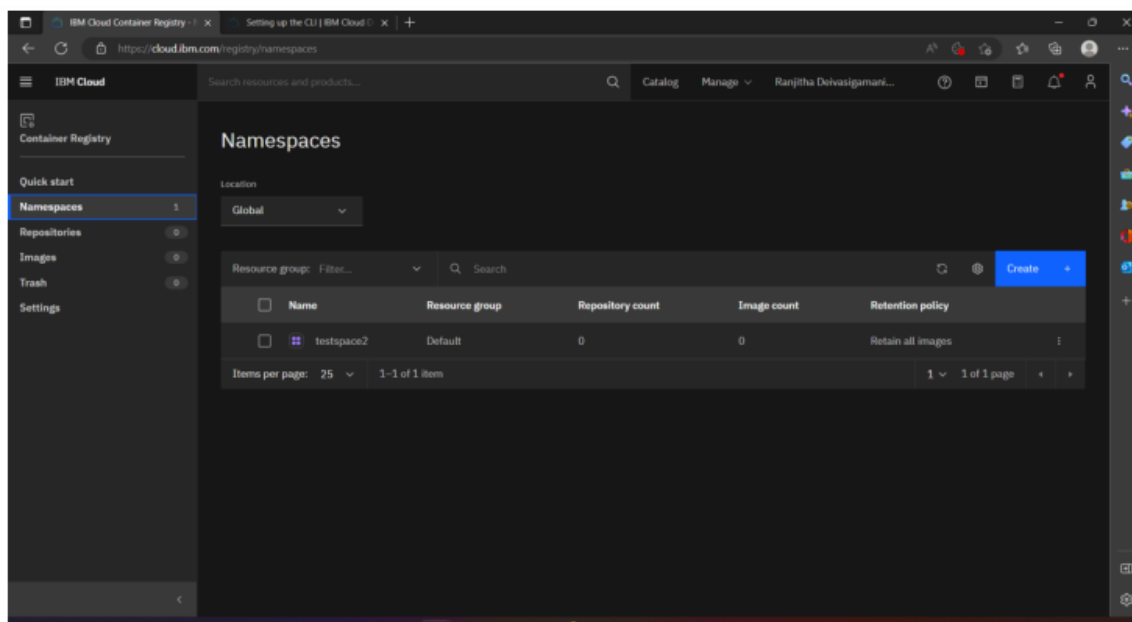 IBM Cloud Container Registry -
Setting up the CLI | IBM Cloud D
https://cloud.ibm.com/registry/namespaces
IBM Cloud
Search resources and products...
Catalog
Manage
Ranjitha Deivasigamani...
Container Registry
Quick start
Namespaces 1
Repositories 0
Images 0
Trash 0
Settings
Namespaces
Location
Global
Resource group: Filter...
Search
Create +
Name Resource group Repository count Image count Retention policy
testspace2 Default 0 0 Retain all images
Items per page: 25 1–1 of 1 item 1 1 of 1 page